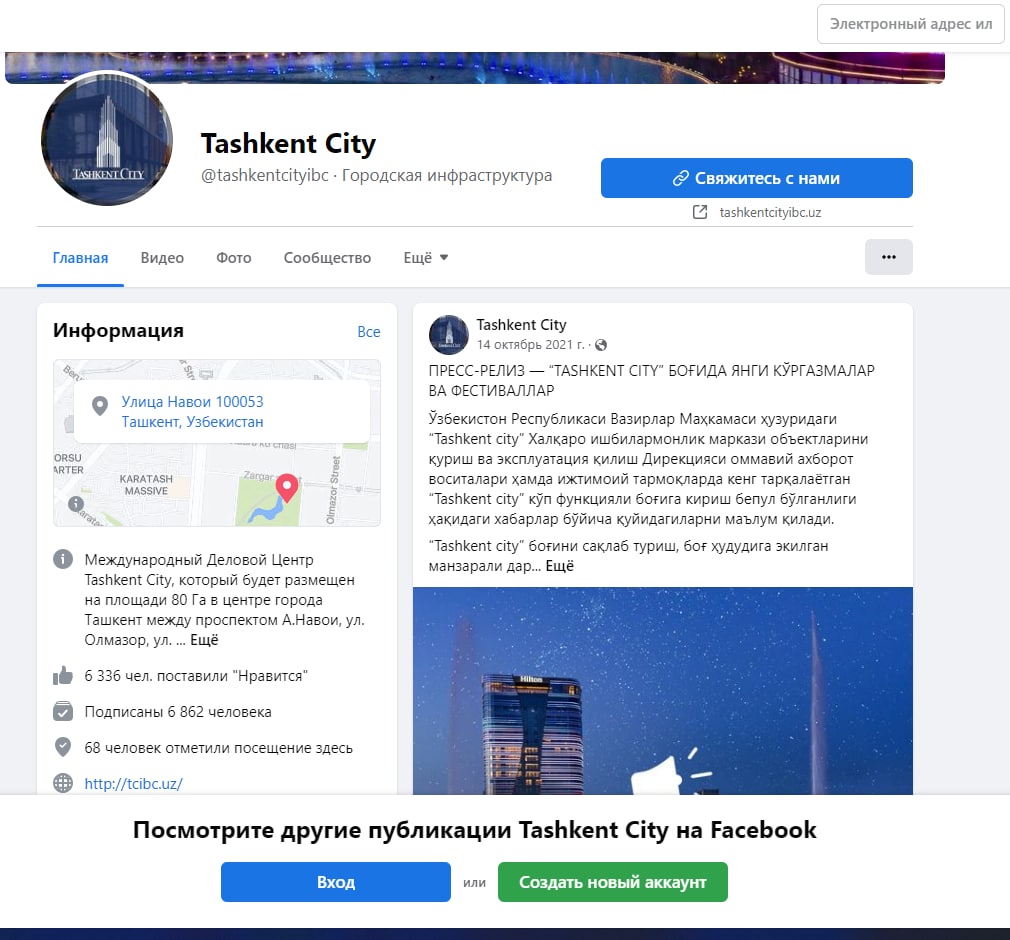 Электронный адрес ил
TASHKENT CITY
Tashkent City
@tashkentcityibc · Городская инфраструктура
Свяжитесь с нами
tashkentcityibc.uz
Главная
Видео
Фото
Сообщество
Ещё
Информация
Все
Улица Навои 100053
Ташкент, Узбекистан
ORSU
ARTER
KARATASH
MASSIVE
Zargar
Olmazor Street
Международный Деловой Центр
Tashkent City, который будет размещен
на площади 80 Га в центре города
Ташкент между проспектом А.Навои, ул.
Олмазор, ул. ... Ещё
6 336 чел. поставили "Нравится"
Подписаны 6 862 человека
68 человек отметили посещение здесь
http://tcibc.uz/
Tashkent City
14 октябрь 2021 г. ·
ПРЕСС-РЕЛИЗ — “TASHKENT CITY” БОҒИДА ЯНГИ КЎРГАЗМАЛАР
ВА ФЕСТИВАЛЛАР
Ўзбекистон Республикаси Вазирлар Маҳкамаси ҳузуридаги
“Tashkent city” Халқаро ишбилармонлик маркази объектларини
қуриш ва эксплуатация қилиш Дирекцияси оммавий ахборот
воситалари ҳамда ижтимоий тармоқларда кенг тарқалаётган
“Tashkent city” кўп функцияли боғига кириш бепул бўлганлиги
ҳақидаги хабарлар бўйича қуйидагиларни маълум қилади.
“Tashkent city” боғини сақлаб туриш, боғ ҳудудига экилган
манзарали дар... Ещё
Hilton
Посмотрите другие публикации Tashkent City на Facebook
Вход
или
Создать новый аккаунт